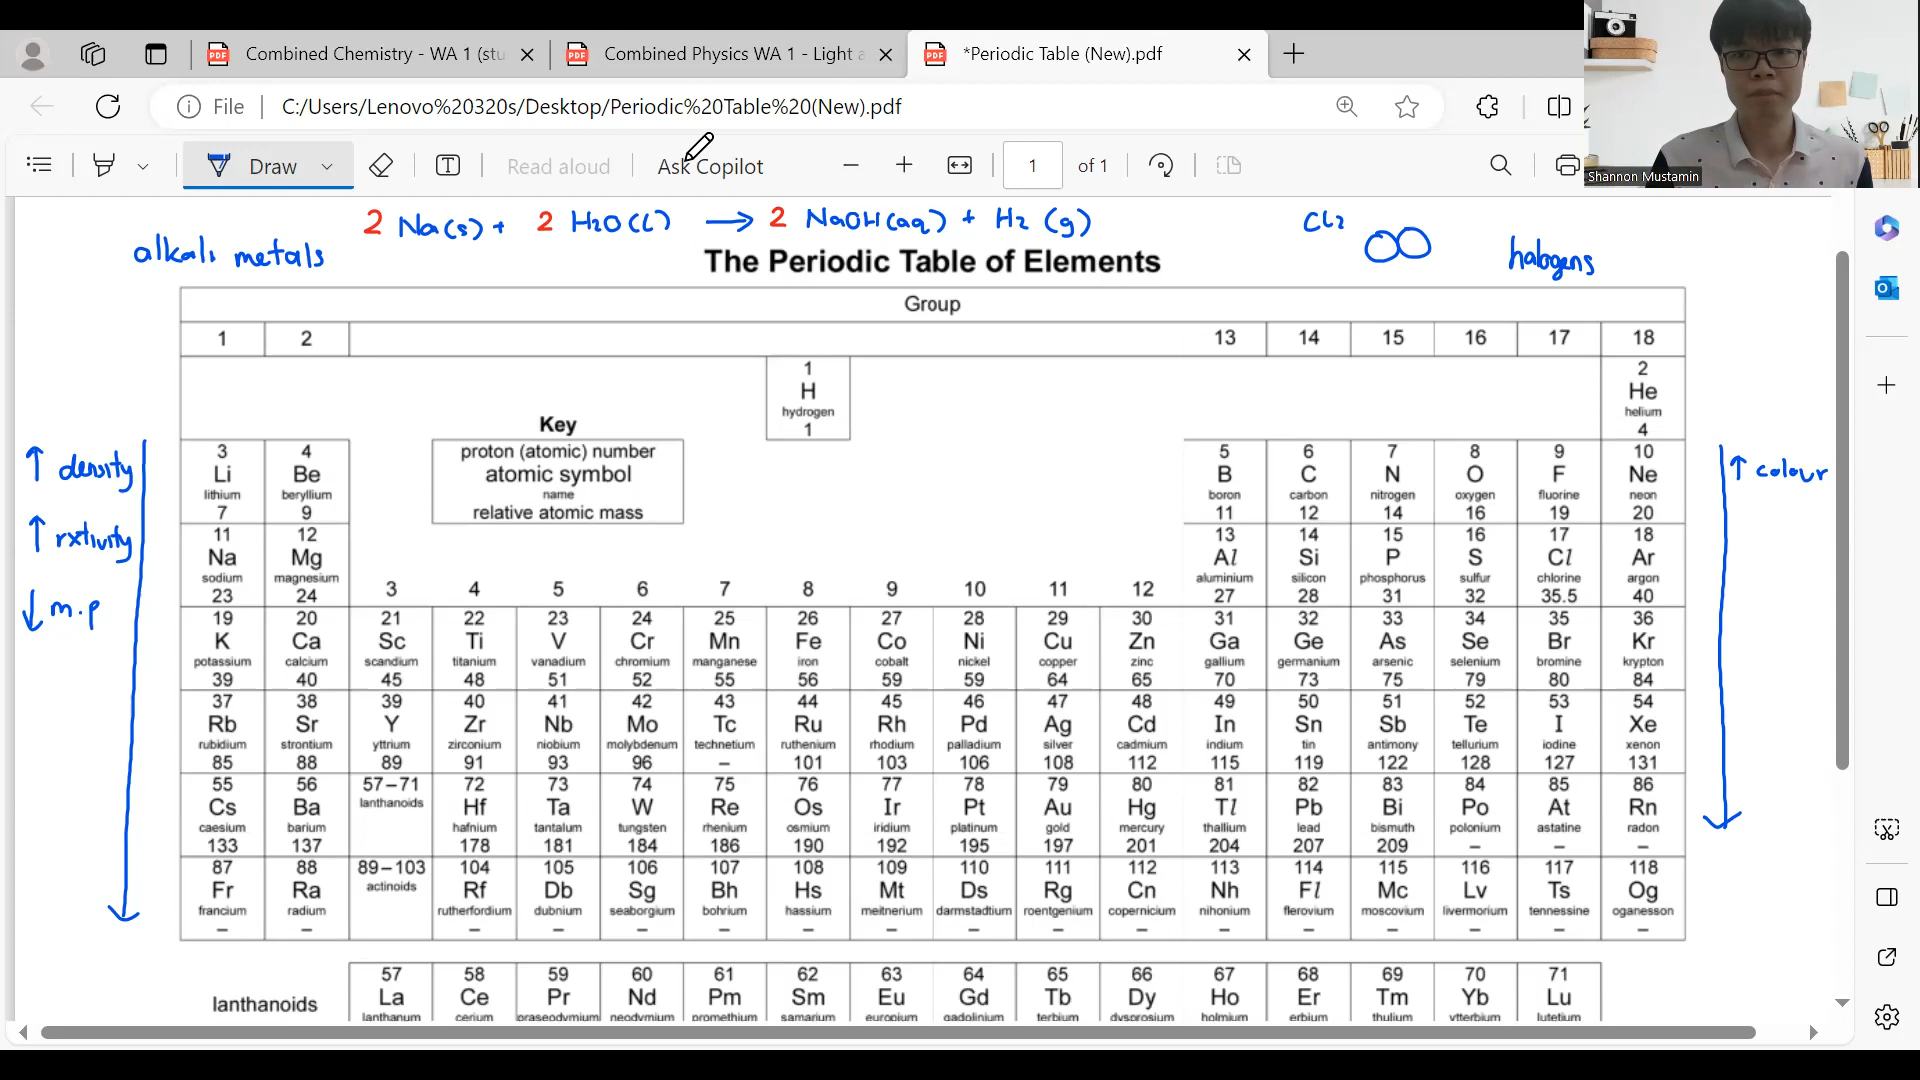 Combined Chemistry - WA 1 (stu
Combined Physics WA 1 - Light a
*Periodic Table (New).pdf
File
C:/Users/Lenovo%20320s/Desktop/Periodic%20Table%20(New).pdf
Draw
Read aloud
Ask Copilot
1
of 1
Shannon Mustamin
2 Na(s) + 2 H2O(l) → 2 NaOH(aq) + H2 (g)
Cl2
alkali metals
halogens
The Periodic Table of Elements
Group
1 2 13 14 15 16 17 18
1 2
H He
hydrogen helium
1 4
Key
proton (atomic) number
atomic symbol
name
relative atomic mass
↑ density
↑ rxtivity
↓ m.p
↑ colour
3 4 5 6 7 8 9 10
Li Be B C N O F Ne
lithium beryllium boron carbon nitrogen oxygen fluorine neon
7 9 11 12 14 16 19 20
11 12 13 14 15 16 17 18
Na Mg Al Si P S Cl Ar
sodium magnesium aluminium silicon phosphorus sulfur chlorine argon
23 24 3 4 5 6 7 8 9 10 11 12 27 28 31 32 35.5 40
19 20 21 22 23 24 25 26 27 28 29 30 31 32 33 34 35 36
K Ca Sc Ti V Cr Mn Fe Co Ni Cu Zn Ga Ge As Se Br Kr
potassium calcium scandium titanium vanadium chromium manganese iron cobalt nickel copper zinc gallium germanium arsenic selenium bromine krypton
39 40 45 48 51 52 55 56 59 59 64 65 70 73 75 79 80 84
37 38 39 40 41 42 43 44 45 46 47 48 49 50 51 52 53 54
Rb Sr Y Zr Nb Mo Tc Ru Rh Pd Ag Cd In Sn Sb Te I Xe
rubidium strontium yttrium zirconium niobium molybdenum technetium ruthenium rhodium palladium silver cadmium indium tin antimony tellurium iodine xenon
85 88 89 91 93 96 – 101 103 106 108 112 115 119 122 128 127 131
55 56 57–71 72 73 74 75 76 77 78 79 80 81 82 83 84 85 86
Cs Ba lanthanoids Hf Ta W Re Os Ir Pt Au Hg Tl Pb Bi Po At Rn
caesium barium hafnium tantalum tungsten rhenium osmium iridium platinum gold mercury thallium lead bismuth polonium astatine radon
133 137 178 181 184 186 190 192 195 197 201 204 207 209 – – –
87 88 89–103 104 105 106 107 108 109 110 111 112 113 114 115 116 117 118
Fr Ra actinoids Rf Db Sg Bh Hs Mt Ds Rg Cn Nh Fl Mc Lv Ts Og
francium radium rutherfordium dubnium seaborgium bohrium hassium meitnerium darmstadtium roentgenium copernicium nihonium flerovium moscovium livermorium tennessine oganesson
– – – – – – – – – – – – – – – – –
57 58 59 60 61 62 63 64 65 66 67 68 69 70 71
lanthanoids La Ce Pr Nd Pm Sm Eu Gd Tb Dy Ho Er Tm Yb Lu
lanthanum cerium praseodymium neodymium promethium samarium europium gadolinium terbium dysprosium holmium erbium thulium ytterbium lutetium